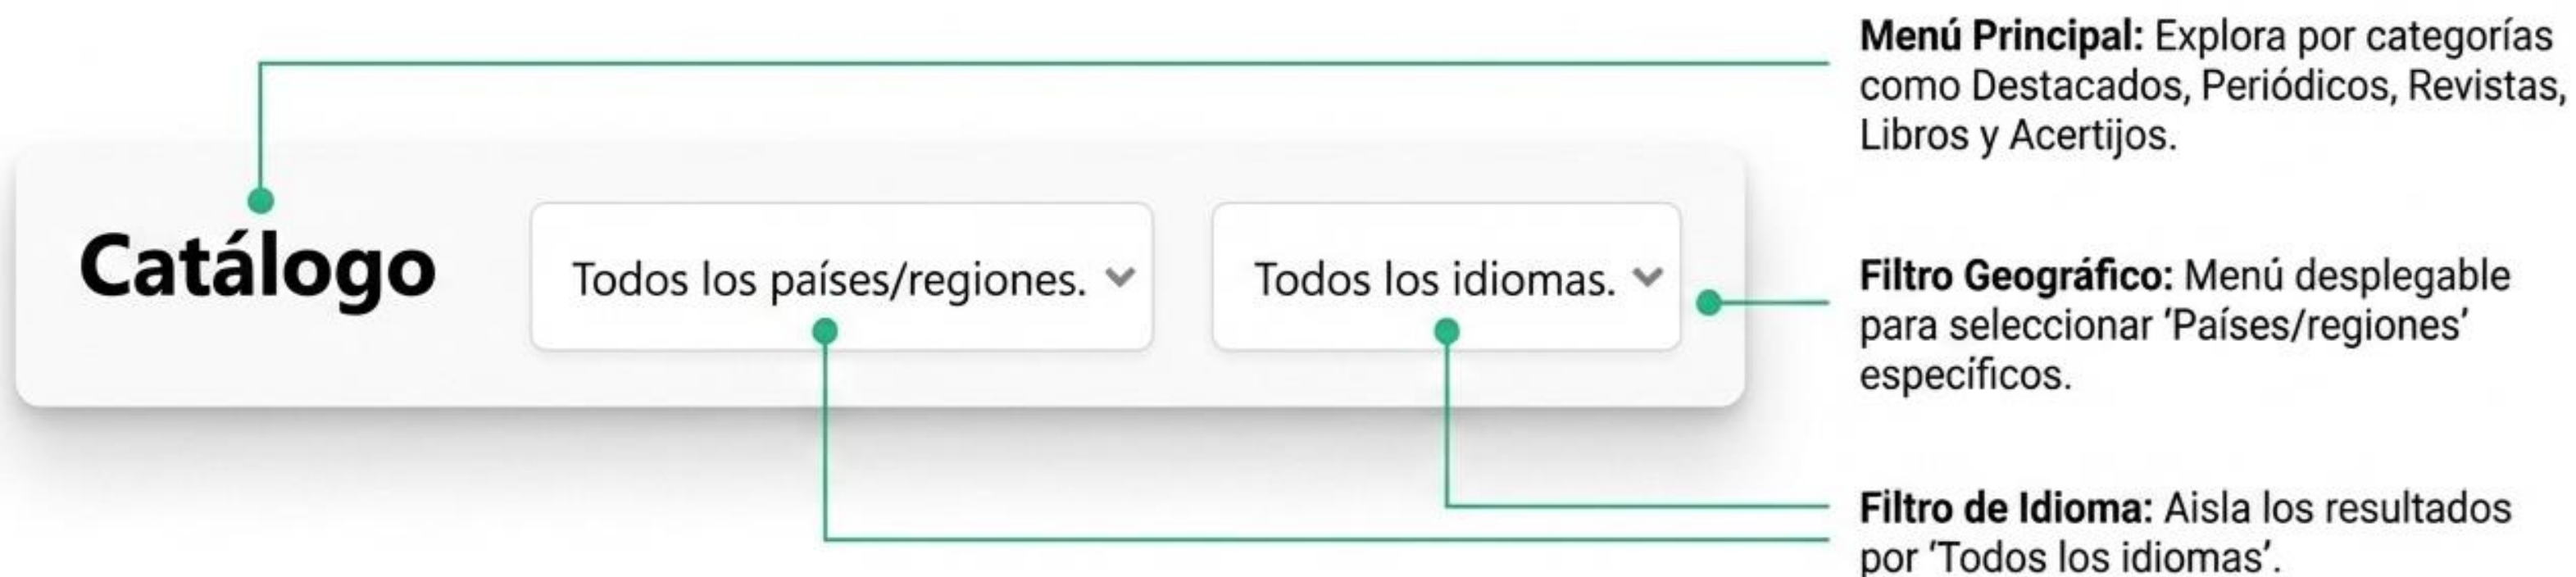 Menú Principal: Explora por categorías
como Destacados, Periódicos, Revistas,
Libros y Acertijos.
Catálogo
Todos los países/regiones.
Todos los idiomas.
Filtro Geográfico: Menú desplegable
para seleccionar ‘Países/regiones’
específicos.
Filtro de Idioma: Aisla los resultados
por ‘Todos los idiomas’.